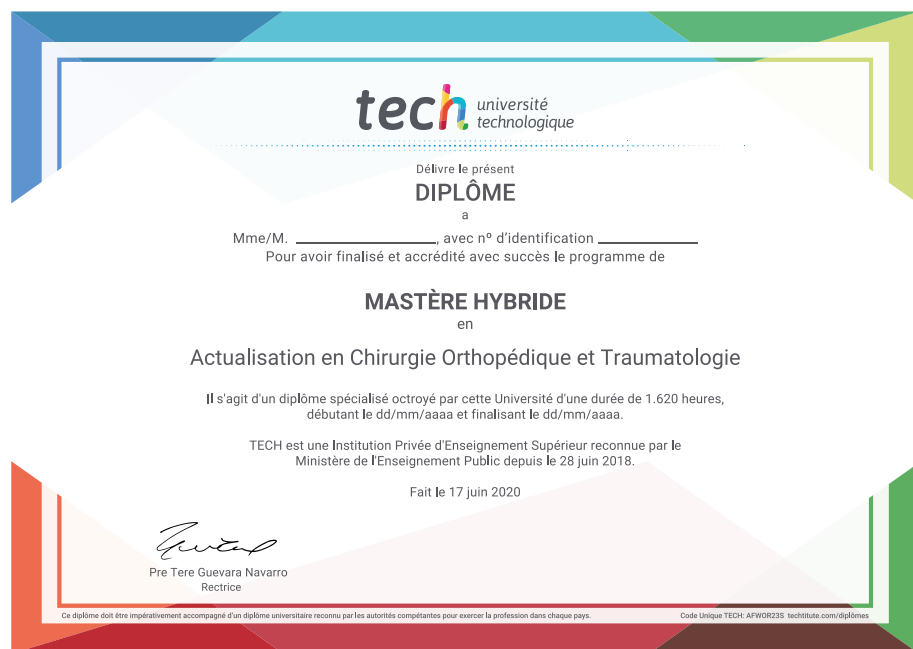 tech université
technologique
Délivre le présent
DIPLÔME
a
Mme/M. ____________________, avec nº d'identification ______________
Pour avoir finalisé et accrédité avec succès le programme de
MASTÈRE HYBRIDE
en
Actualisation en Chirurgie Orthopédique et Traumatologie
Il s'agit d'un diplôme spécialisé octroyé par cette Université d'une durée de 1.620 heures,
débutant le dd/mm/aaaa et finalisant le dd/mm/aaaa.
TECH est une Institution Privée d'Enseignement Supérieur reconnue par le
Ministère de l'Enseignement Public depuis le 28 juin 2018.
Fait le 17 juin 2020
Pre Tere Guevara Navarro
Rectrice
Ce diplôme doit être impérativement accompagné d'un diplôme universitaire reconnu par les autorités compétantes pour exercer la profession dans chaque pays.
Code Unique TECH: AFWOR23S techtitute.com/diplômes